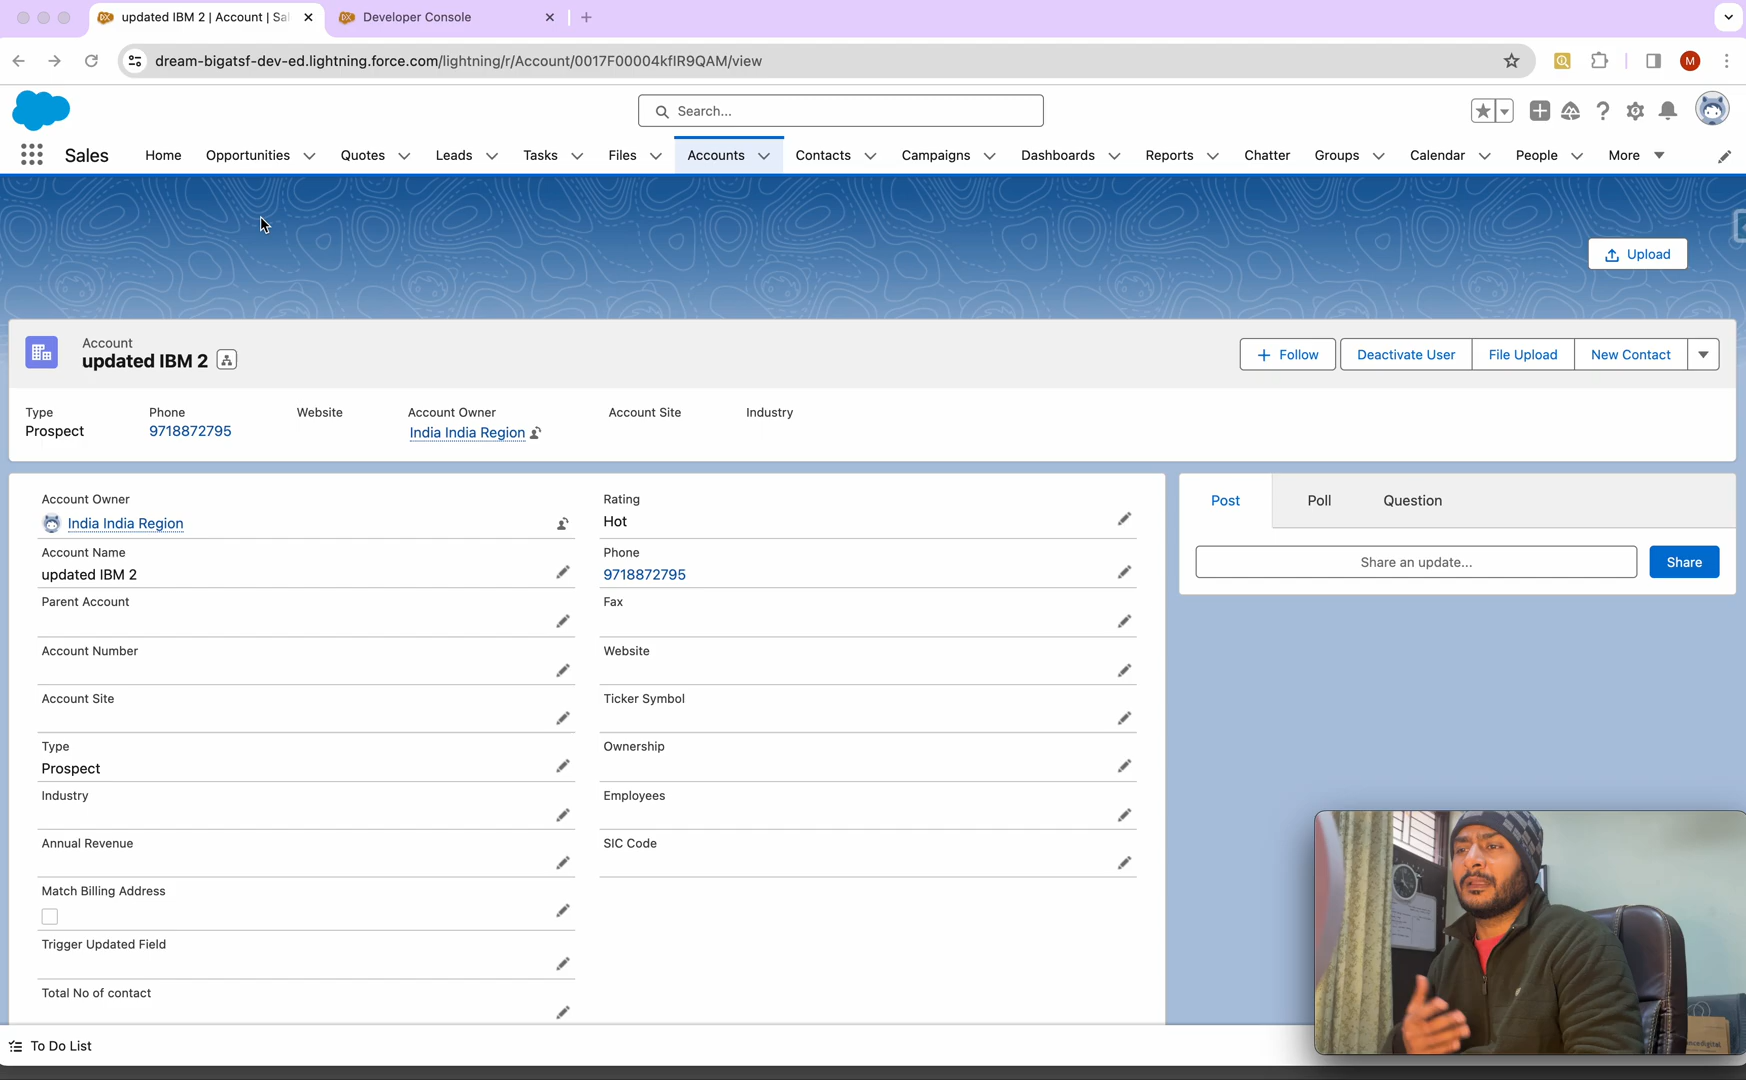 updated IBM 2 | Account | Sal
Developer Console
dream-bigatsf-dev-ed.lightning.force.com/lightning/r/Account/0017F00004kfIR9QAM/view
M
Search...
Sales
Home
Opportunities
Quotes
Leads
Tasks
Files
Accounts
Contacts
Campaigns
Dashboards
Reports
Chatter
Groups
Calendar
People
More
Upload
Account
updated IBM 2
Follow
Deactivate User
File Upload
New Contact
Type
Phone
Website
Account Owner
Account Site
Industry
Prospect
9718872795
India India Region
Account Owner
India India Region
Rating
Hot
Account Name
updated IBM 2
Phone
9718872795
Parent Account
Fax
Account Number
Website
Account Site
Ticker Symbol
Type
Prospect
Ownership
Industry
Employees
Annual Revenue
SIC Code
Match Billing Address
Trigger Updated Field
Total No of contact
Post
Poll
Question
Share an update...
Share
To Do List